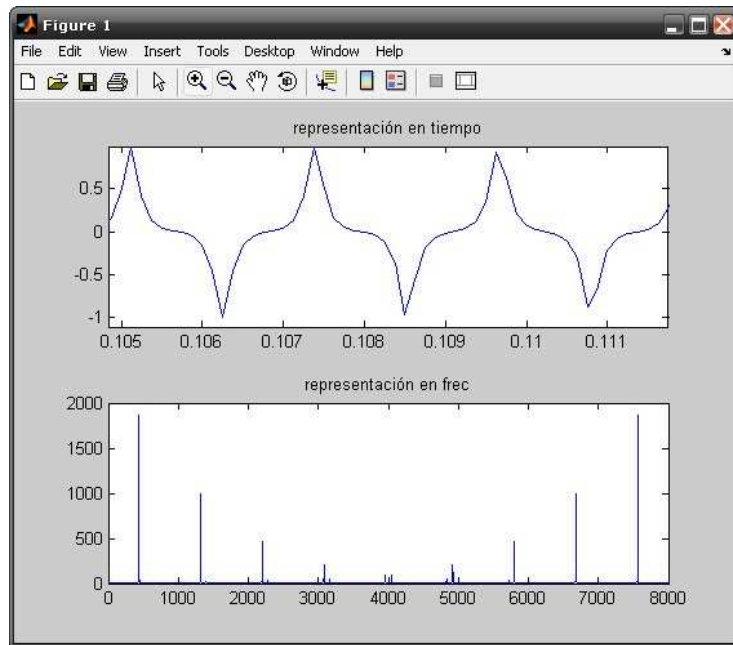 Figure 1
File Edit View Insert Tools Desktop Window Help
representación en tiempo
0.5
0
-0.5
-1
0.105 0.106 0.107 0.108 0.109 0.11 0.111
representación en frec
2000
1500
1000
500
0
0 1000 2000 3000 4000 5000 6000 7000 8000